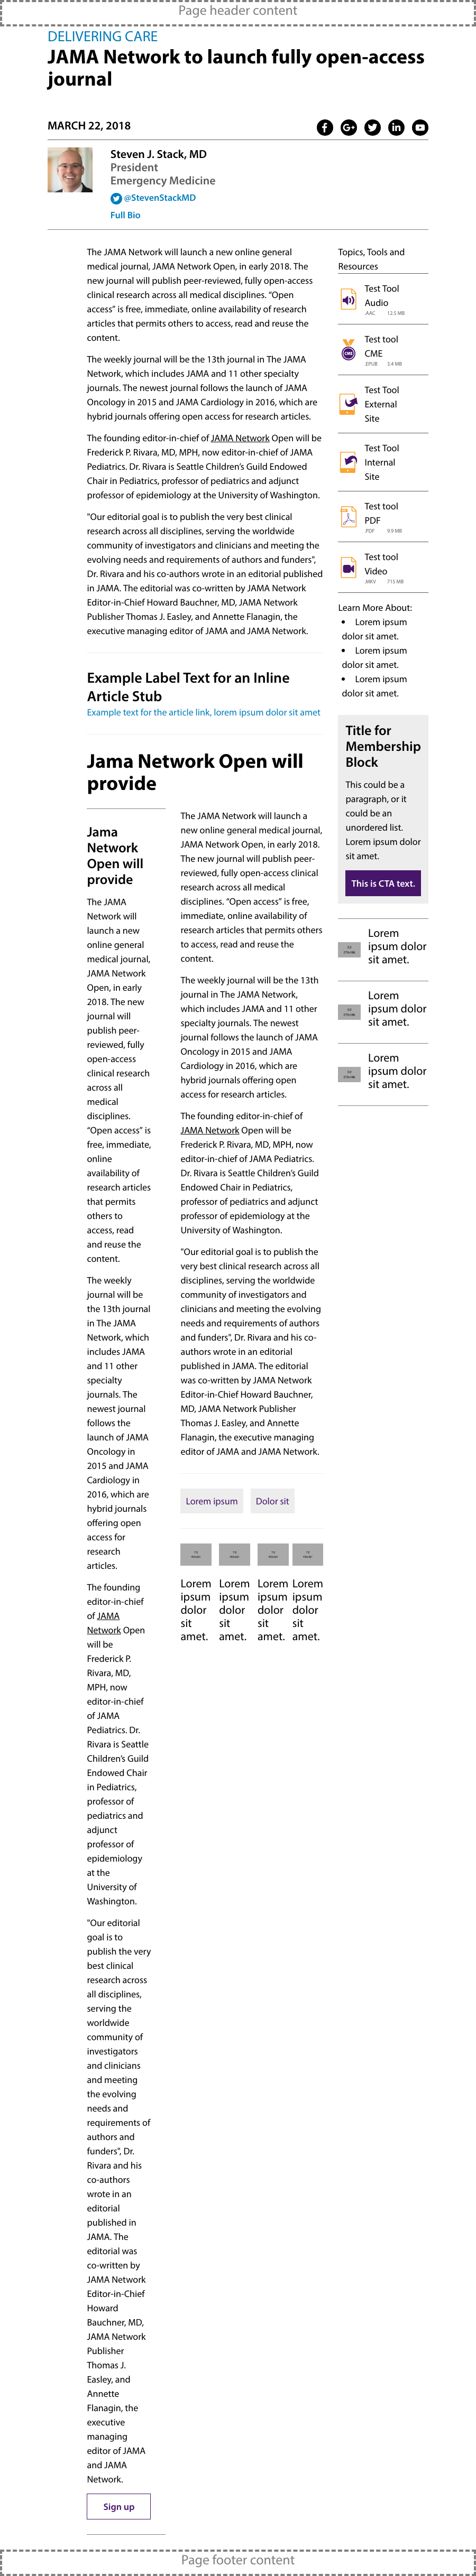 Page header content
DELIVERING CARE
JAMA Network to launch fully open-access
journal
MARCH 22, 2018
Steven J. Stack, MD
President
Emergency Medicine
@StevenStackMD
Full Bio
The JAMA Network will launch a new online general
medical journal, JAMA Network Open, in early 2018. The
new journal will publish peer-reviewed, fully open-access
clinical research across all medical disciplines. “Open
access” is free, immediate, online availability of research
articles that permits others to access, read and reuse the
content.
The weekly journal will be the 13th journal in The JAMA
Network, which includes JAMA and 11 other specialty
journals. The newest journal follows the launch of JAMA
Oncology in 2015 and JAMA Cardiology in 2016, which are
hybrid journals offering open access for research articles.
The founding editor-in-chief of JAMA Network Open will be
Frederick P. Rivara, MD, MPH, now editor-in-chief of JAMA
Pediatrics. Dr. Rivara is Seattle Children’s Guild Endowed
Chair in Pediatrics, professor of pediatrics and adjunct
professor of epidemiology at the University of Washington.
"Our editorial goal is to publish the very best clinical
research across all disciplines, serving the worldwide
community of investigators and clinicians and meeting the
evolving needs and requirements of authors and funders”,
Dr. Rivara and his co-authors wrote in an editorial published
in JAMA. The editorial was co-written by JAMA Network
Editor-in-Chief Howard Bauchner, MD, JAMA Network
Publisher Thomas J. Easley, and Annette Flanagin, the
executive managing editor of JAMA and JAMA Network.
Example Label Text for an Inline
Article Stub
Example text for the article link, lorem ipsum dolor sit amet
Jama Network Open will
provide
Jama
Network
Open will
provide
The JAMA
Network will
launch a new
online general
medical journal,
JAMA Network
Open, in early
2018. The new
journal will
publish peer-
reviewed, fully
open-access
clinical research
across all
medical
disciplines.
“Open access” is
free, immediate,
online
availability of
research articles
that permits
others to
access, read
and reuse the
content.
The weekly
journal will be
the 13th journal
in The JAMA
Network, which
includes JAMA
and 11 other
specialty
journals. The
newest journal
follows the
launch of JAMA
Oncology in
2015 and JAMA
Cardiology in
2016, which are
hybrid journals
offering open
access for
research
articles.
The founding
editor-in-chief
of JAMA
Network Open
will be
Frederick P.
Rivara, MD,
MPH, now
editor-in-chief
of JAMA
Pediatrics. Dr.
Rivara is Seattle
Children’s Guild
Endowed Chair
in Pediatrics,
professor of
pediatrics and
adjunct
professor of
epidemiology
at the
University of
Washington.
"Our editorial
goal is to
publish the very
best clinical
research across
all disciplines,
serving the
worldwide
community of
investigators
and clinicians
and meeting
the evolving
needs and
requirements of
authors and
funders”, Dr.
Rivara and his
co-authors
wrote in an
editorial
published in
JAMA. The
editorial was
co-written by
JAMA Network
Editor-in-Chief
Howard
Bauchner, MD,
JAMA Network
Publisher
Thomas J.
Easley, and
Annette
Flanagin, the
executive
managing
editor of JAMA
and JAMA
Network.
Sign up
The JAMA Network will launch a
new online general medical journal,
JAMA Network Open, in early 2018.
The new journal will publish peer-
reviewed, fully open-access clinical
research across all medical
disciplines. “Open access” is free,
immediate, online availability of
research articles that permits others
to access, read and reuse the
content.
The weekly journal will be the 13th
journal in The JAMA Network,
which includes JAMA and 11 other
specialty journals. The newest
journal follows the launch of JAMA
Oncology in 2015 and JAMA
Cardiology in 2016, which are
hybrid journals offering open
access for research articles.
The founding editor-in-chief of
JAMA Network Open will be
Frederick P. Rivara, MD, MPH, now
editor-in-chief of JAMA Pediatrics.
Dr. Rivara is Seattle Children’s Guild
Endowed Chair in Pediatrics,
professor of pediatrics and adjunct
professor of epidemiology at the
University of Washington.
"Our editorial goal is to publish the
very best clinical research across all
disciplines, serving the worldwide
community of investigators and
clinicians and meeting the evolving
needs and requirements of authors
and funders”, Dr. Rivara and his co-
authors wrote in an editorial
published in JAMA. The editorial
was co-written by JAMA Network
Editor-in-Chief Howard Bauchner,
MD, JAMA Network Publisher
Thomas J. Easley, and Annette
Flanagin, the executive managing
editor of JAMA and JAMA Network.
Lorem ipsum
Dolor sit
Lorem
ipsum
dolor
sit
amet.
Lorem
ipsum
dolor
sit
amet.
Lorem
ipsum
dolor
sit
amet.
Lorem
ipsum
dolor
sit
amet.
Topics, Tools and
Resources
Test Tool
Audio
.AAC 12.5 MB
CME
Test tool
CME
.EPUB 3.4 MB
Test Tool
External
Site
Test Tool
Internal
Site
Test tool
PDF
.PDF 9.9 MB
Test tool
Video
.MKV 715 MB
Learn More About:
• Lorem ipsum
dolor sit amet.
• Lorem ipsum
dolor sit amet.
• Lorem ipsum
dolor sit amet.
Title for
Membership
Block
This could be a
paragraph, or it
could be an
unordered list.
Lorem ipsum dolor
sit amet.
This is CTA text.
Lorem
ipsum dolor
sit amet.
Lorem
ipsum dolor
sit amet.
Lorem
ipsum dolor
sit amet.
Page footer content